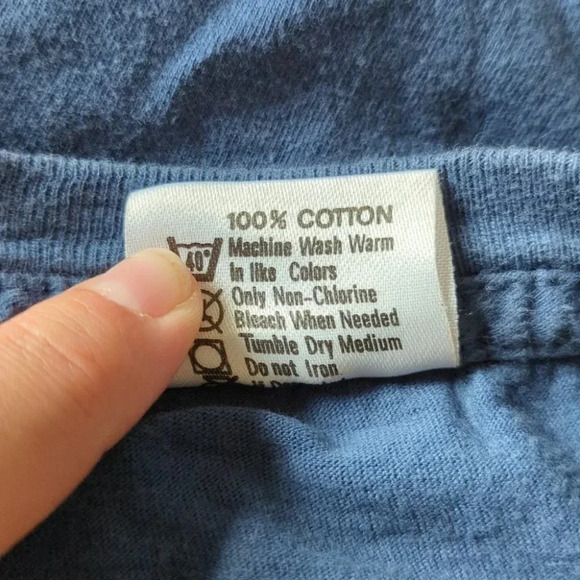 100% COTTON
40° Machine Wash Warm
In like Colors
Only Non-Chlorine
Bleach When Needed
Tumble Dry Medium
Do not Iron
If